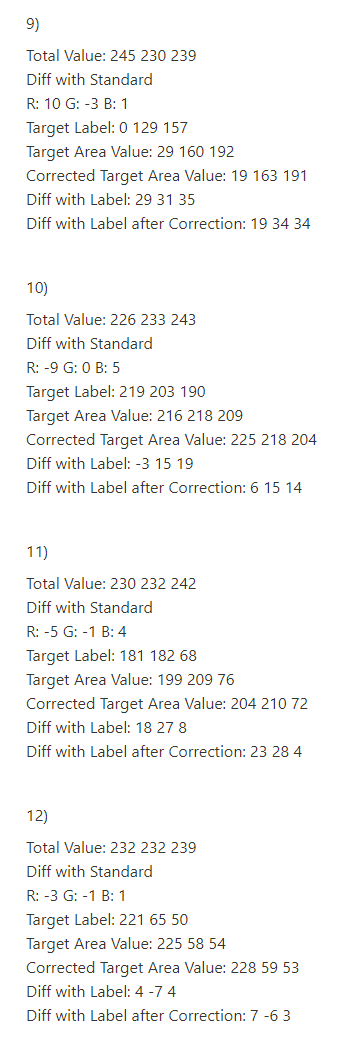 9)
Total Value: 245 230 239
Diff with Standard
R: 10 G: -3 B: 1
Target Label: 0 129 157
Target Area Value: 29 160 192
Corrected Target Area Value: 19 163 191
Diff with Label: 29 31 35
Diff with Label after Correction: 19 34 34
10)
Total Value: 226 233 243
Diff with Standard
R: -9 G: 0 B: 5
Target Label: 219 203 190
Target Area Value: 216 218 209
Corrected Target Area Value: 225 218 204
Diff with Label: -3 15 19
Diff with Label after Correction: 6 15 14
11)
Total Value: 230 232 242
Diff with Standard
R: -5 G: -1 B: 4
Target Label: 181 182 68
Target Area Value: 199 209 76
Corrected Target Area Value: 204 210 72
Diff with Label: 18 27 8
Diff with Label after Correction: 23 28 4
12)
Total Value: 232 232 239
Diff with Standard
R: -3 G: -1 B: 1
Target Label: 221 65 50
Target Area Value: 225 58 54
Corrected Target Area Value: 228 59 53
Diff with Label: 4 -7 4
Diff with Label after Correction: 7 -6 3